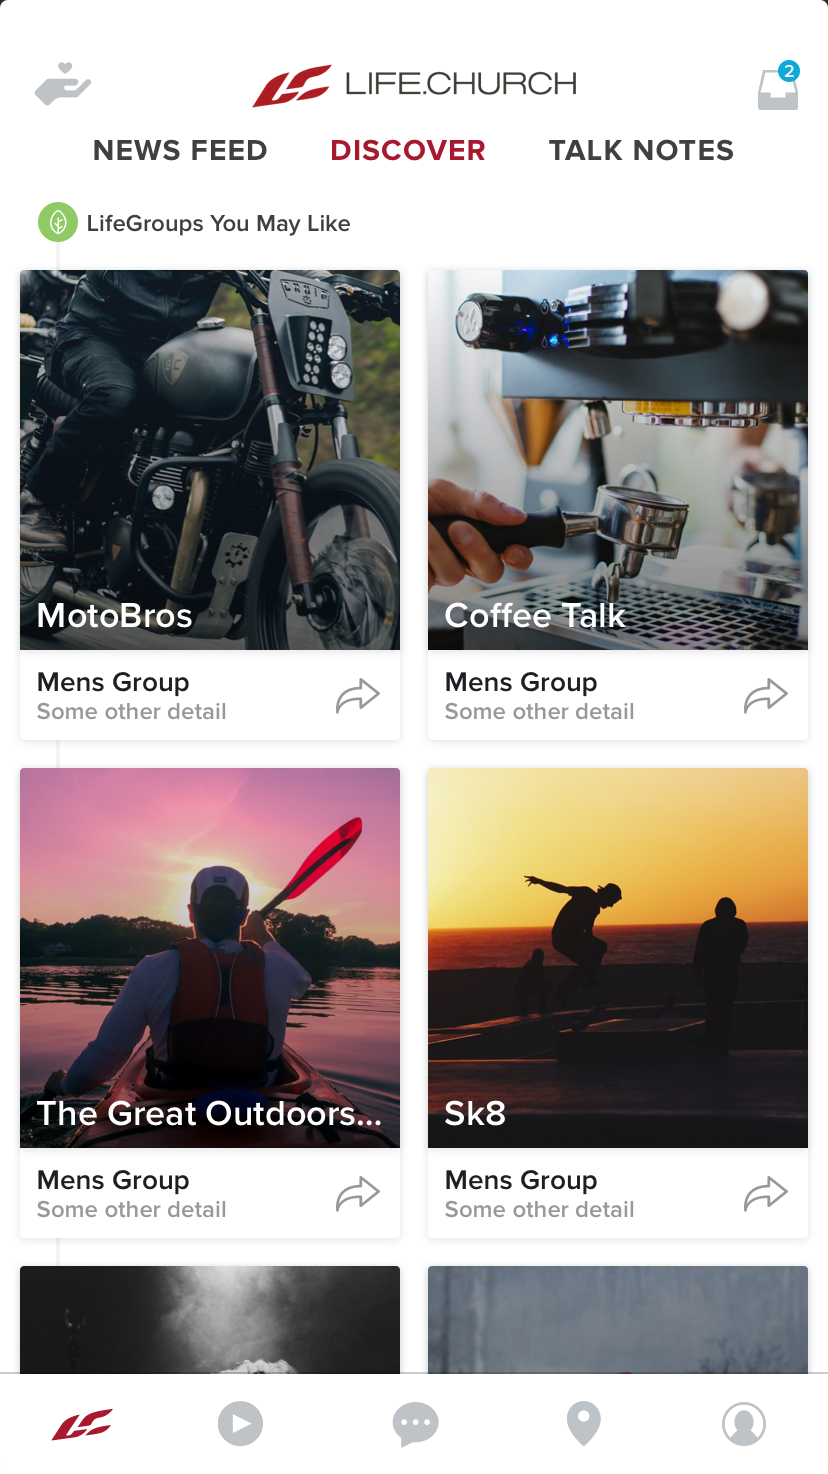 2
LIFE.CHURCH
NEWS FEED DISCOVER TALK NOTES
LifeGroups You May Like
MotoBros
Coffee Talk
Mens Group
Some other detail
Mens Group
Some other detail
The Great Outdoors...
Sk8
Mens Group
Some other detail
Mens Group
Some other detail